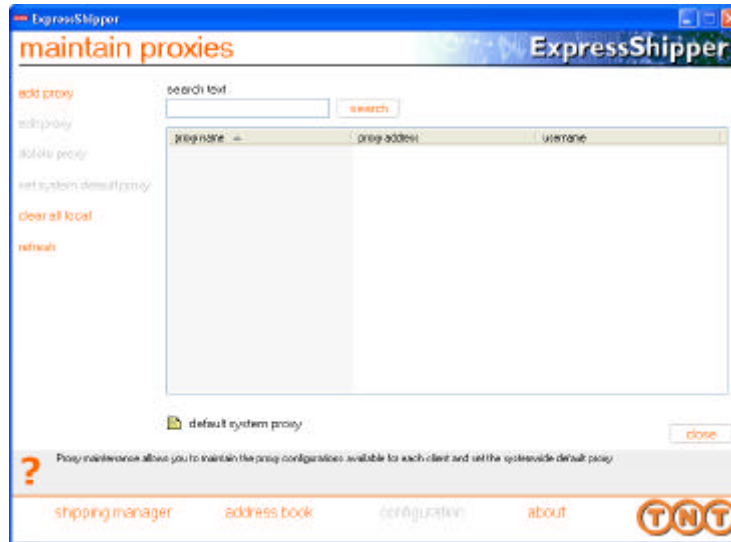 ExpressShipper
maintain proxies
ExpressShipper
add proxy
edit proxy
delete proxy
set system default proxy
clear all local
refresh
search text
search
proxy name
proxy address
username
default system proxy
close
?
Proxy maintenance allows you to maintain the proxy configurations available for each client and set the systemwide default proxy
shipping manager
address book
configuration
about
TNT